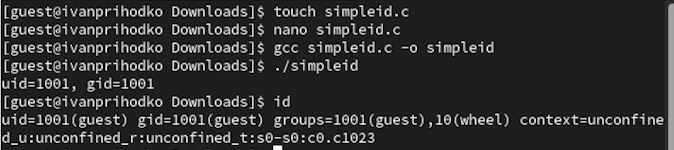 [guest@ivanprihodko Downloads]$ touch simpleid.c
[guest@ivanprihodko Downloads]$ nano simpleid.c
[guest@ivanprihodko Downloads]$ gcc simpleid.c -o simpleid
[guest@ivanprihodko Downloads]$ ./simpleid
uid=1001, gid=1001
[guest@ivanprihodko Downloads]$ id
uid=1001(guest) gid=1001(guest) groups=1001(guest),10(wheel) context=unconfine
d_u:unconfined_r:unconfined_t:s0-s0:c0.c1023